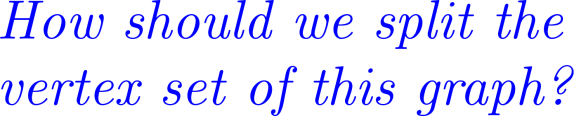 How should we split the
vertex set of this graph?